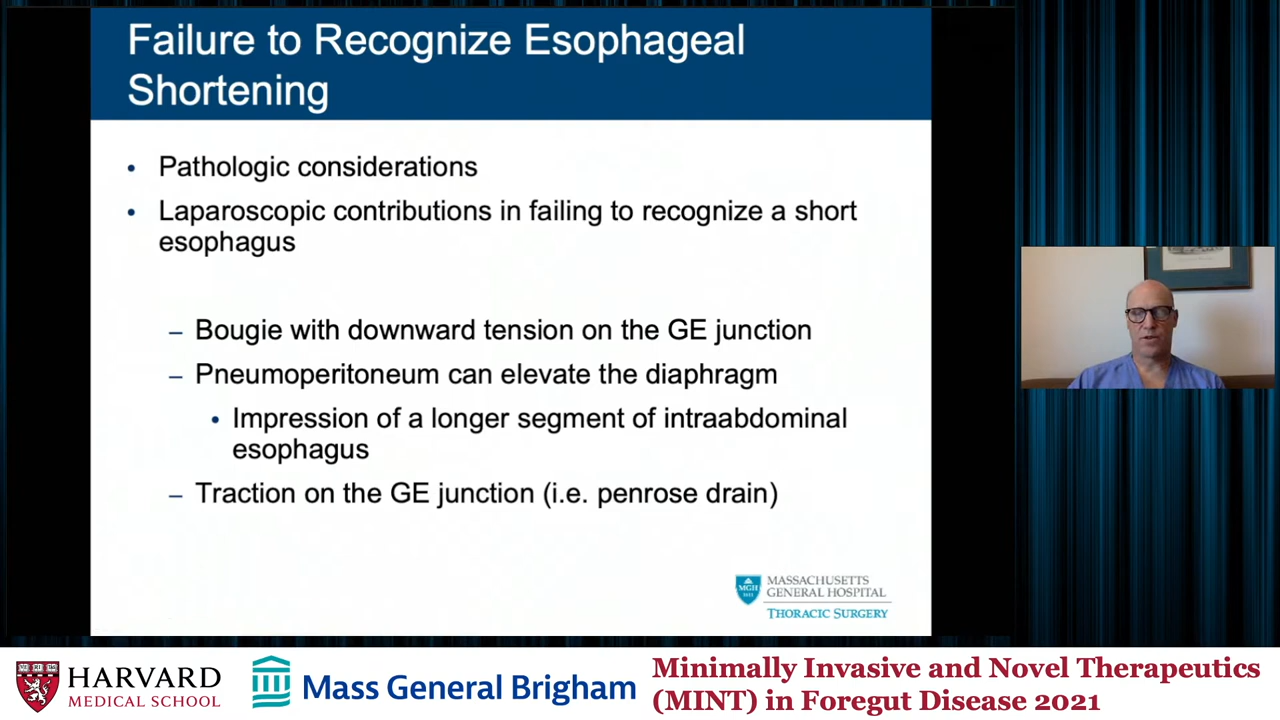 Failure to Recognize Esophageal
Shortening
• Pathologic considerations
• Laparoscopic contributions in failing to recognize a short
esophagus
– Bougie with downward tension on the GE junction
– Pneumoperitoneum can elevate the diaphragm
• Impression of a longer segment of intraabdominal
esophagus
– Traction on the GE junction (i.e. penrose drain)
MGH
1811
MASSACHUSETTS
GENERAL HOSPITAL
THORACIC SURGERY
HARVARD
MEDICAL SCHOOL
Mass General Brigham
Minimally Invasive and Novel Therapeutics
(MINT) in Foregut Disease 2021